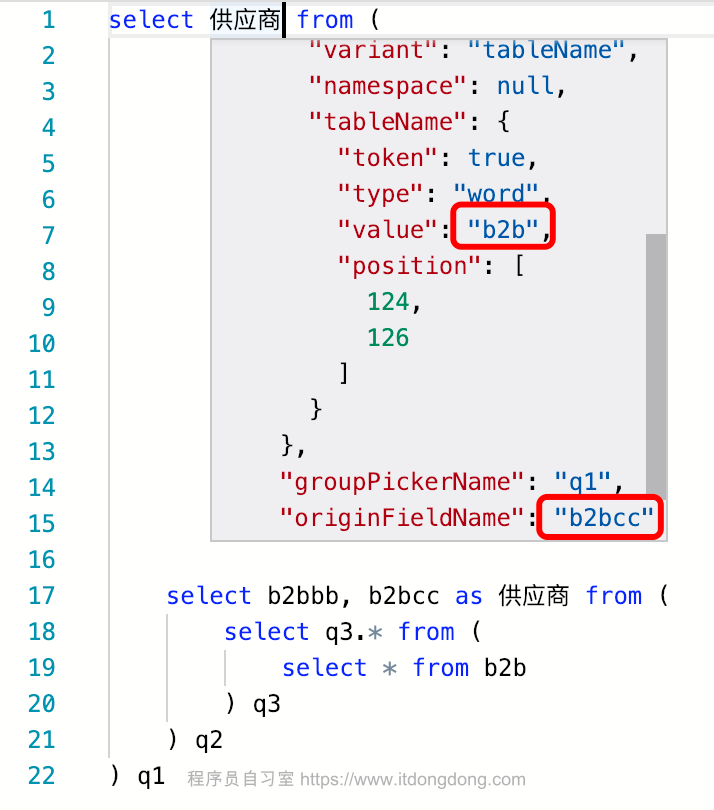 1 select 供应商 from (
2 "variant": "tableName",
3 "namespace": null,
4 "tableName": {
5 "token": true,
6 "type": "word",
7 "value": "b2b",
8 "position": [
9 124,
10 126
11 ]
12 }
13 },
14 "groupPickerName": "q1",
15 "originFieldName": "b2bcc"
16
17 select b2bbb, b2bcc as 供应商 from (
18 select q3.* from (
19 select * from b2b
20 ) q3
21 ) q2
22 ) q1 程序员自习室 https://www.itdongdong.com